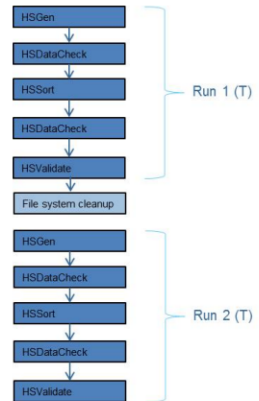 HSGen
HSDataCheck
HSSort
HSDataCheck
HSValidate
Run 1 (T)
File system cleanup
HSGen
HSDataCheck
HSSort
HSDataCheck
HSValidate
Run 2 (T)